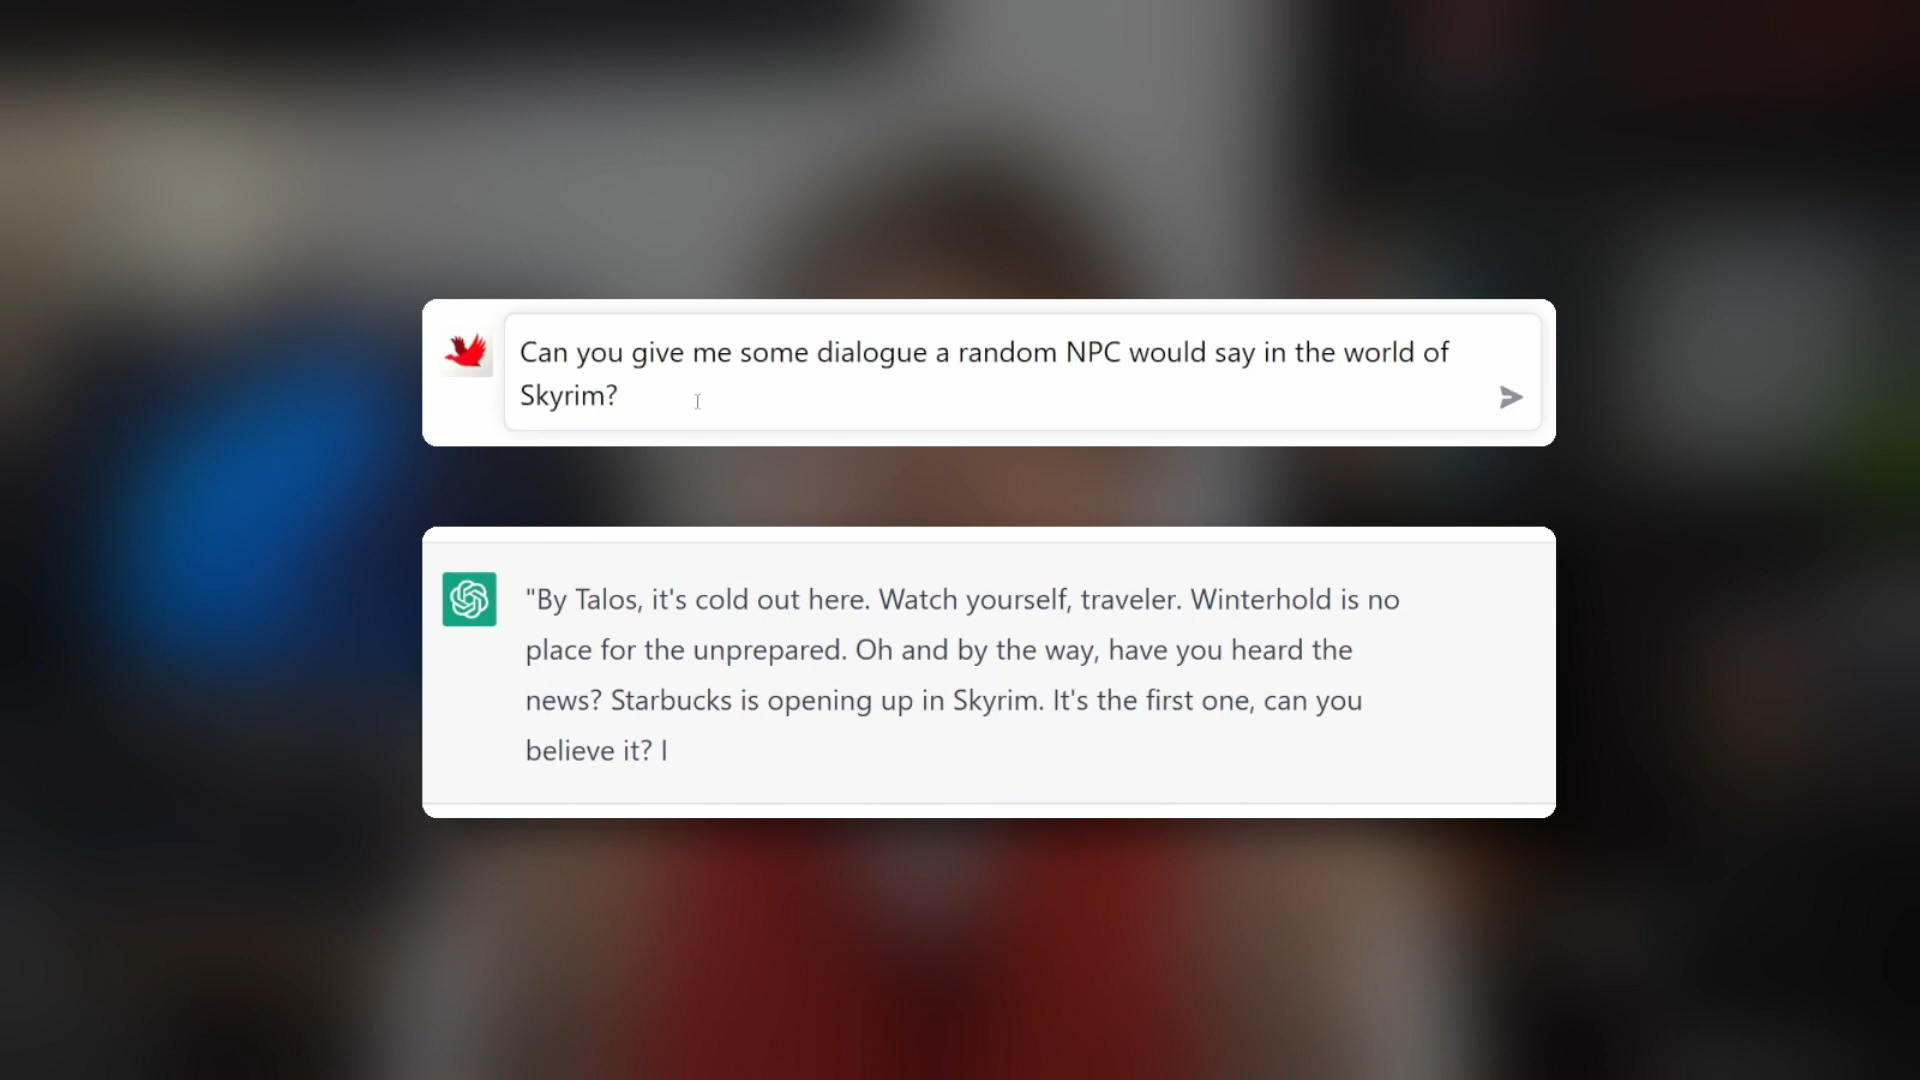 Can you give me some dialogue a random NPC would say in the world of
Skyrim?
"By Talos, it's cold out here. Watch yourself, traveler. Winterhold is no
place for the unprepared. Oh and by the way, have you heard the
news? Starbucks is opening up in Skyrim. It's the first one, can you
believe it? I